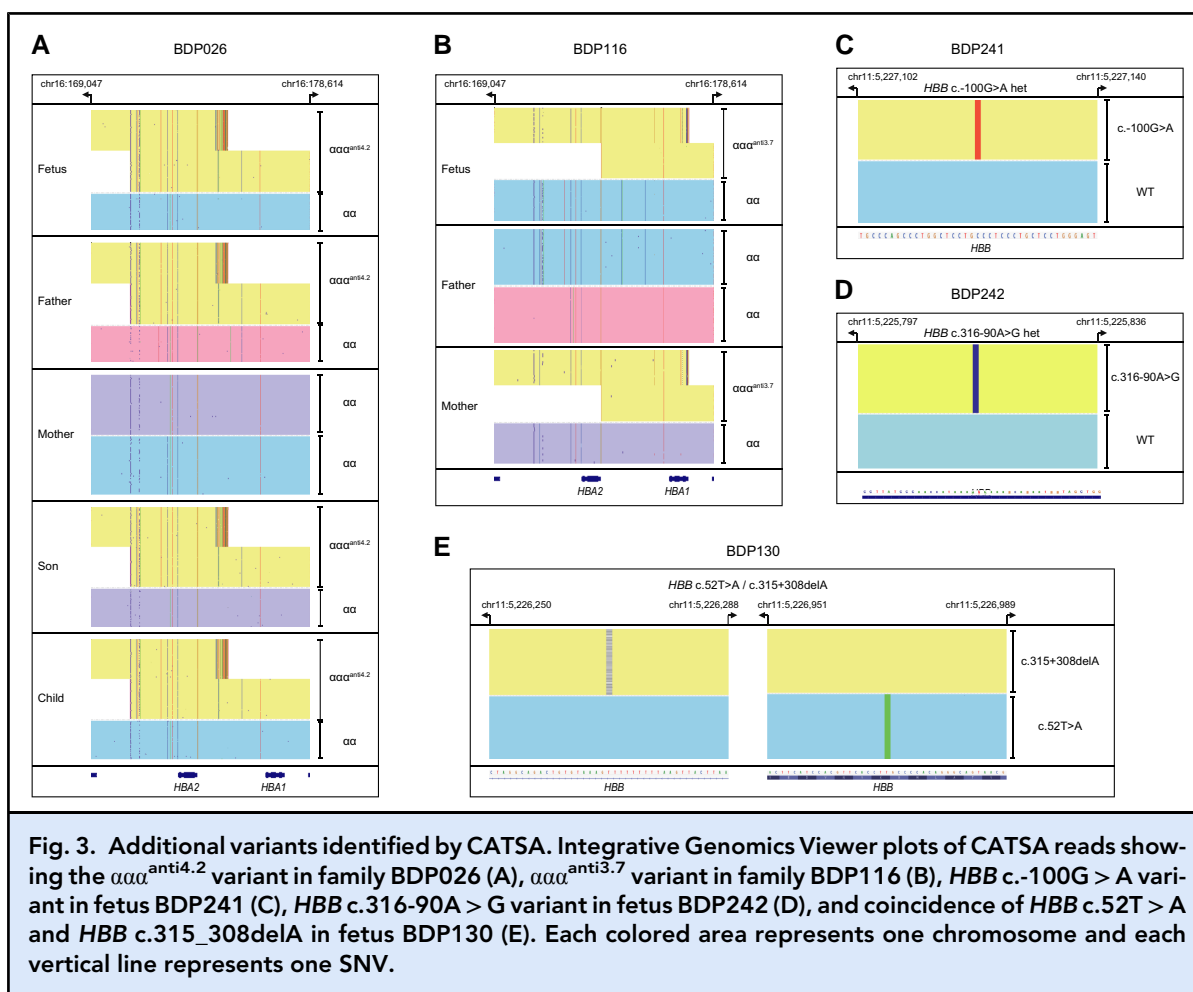 A
BDP026
chr16:169,047
chr16:178,614
Fetus
αααanti4.2
αα
Father
αααanti4.2
αα
Mother
αα
αα
Son
αααanti4.2
αα
Child
αααanti4.2
αα
HBA2
HBA1
B
BDP116
chr16:169,047
chr16:178,614
Fetus
αααanti3.7
αα
Father
αα
αα
Mother
αααanti3.7
αα
HBA2
HBA1
C
BDP241
chr11:5,227,102
chr11:5,227,140
HBB c.-100G>A het
c.-100G>A
WT
TGCCCAGCCCTGGCTCCTGCCCTCCCTGCTCCTGGGAGT
HBB
D
BDP242
chr11:5,225,797
chr11:5,225,836
HBB c.316-90A>G het
c.316-90A>G
WT
E
BDP130
HBB c.52T>A / c.315+308delA
chr11:5,226,250
chr11:5,226,288
chr11:5,226,951
chr11:5,226,989
c.315+308delA
c.52T>A
HBB
HBB
Fig. 3. Additional variants identified by CATSA. Integrative Genomics Viewer plots of CATSA reads show-
ing the αααanti4.2 variant in family BDP026 (A), αααanti3.7 variant in family BDP116 (B), HBB c.-100G > A vari-
ant in fetus BDP241 (C), HBB c.316-90A > G variant in fetus BDP242 (D), and coincidence of HBB c.52T > A
and HBB c.315_308delA in fetus BDP130 (E). Each colored area represents one chromosome and each
vertical line represents one SNV.